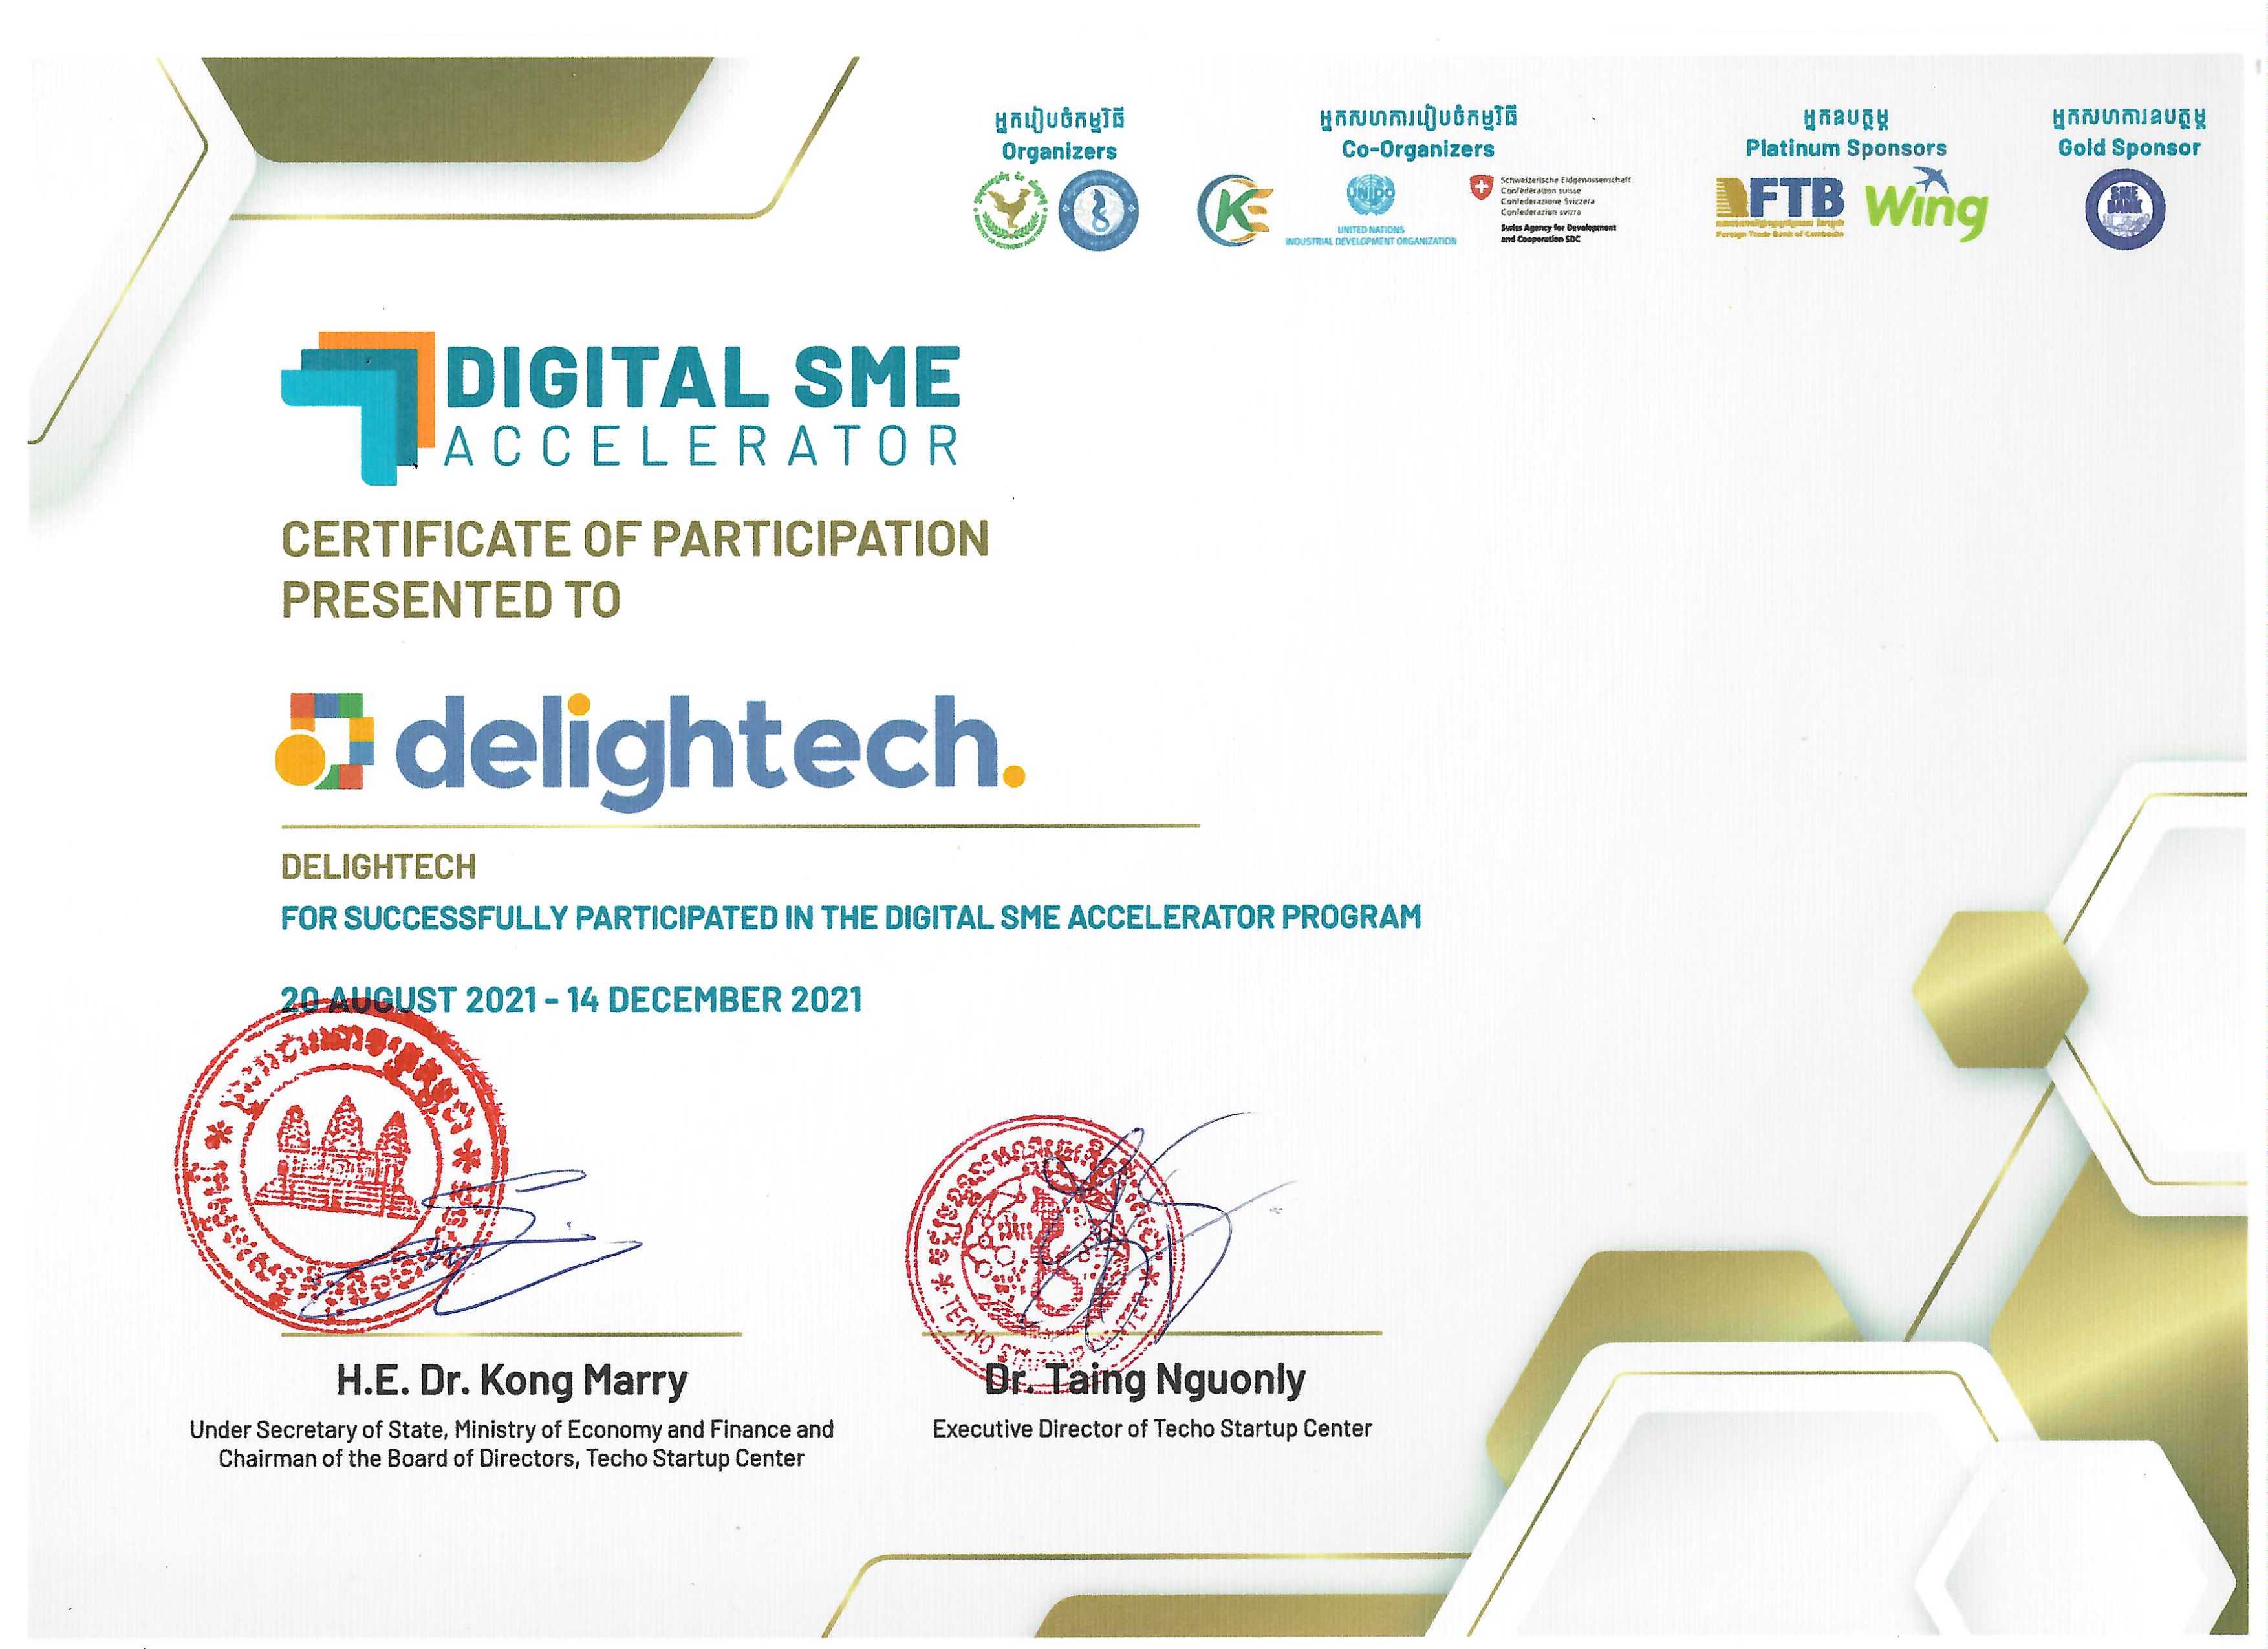 អ្នករៀបចំកម្មវិធី
Organizers
អ្នកសហការរៀបចំកម្មវិធី
Co-Organizers
អ្នកឧបត្ថម្ភ
Platinum Sponsors
អ្នកសហការឧបត្ថម្ភ
Gold Sponsor
KE
UNIDO
UNITED NATIONS
INDUSTRIAL DEVELOPMENT ORGANIZATION
Schweizerische Eidgenossenschaft
Confédération suisse
Confederazione Svizzera
Confederaziun svizra
Swiss Agency for Development
and Cooperation SDC
FTB
Foreign Trade Bank of Cambodia
Wing
SME
BANK
DIGITAL SME
ACCELERATOR
CERTIFICATE OF PARTICIPATION
PRESENTED TO
delightech.
DELIGHTECH
FOR SUCCESSFULLY PARTICIPATED IN THE DIGITAL SME ACCELERATOR PROGRAM
20 AUGUST 2021 - 14 DECEMBER 2021
TECHO STARTUP CENTER
H.E. Dr. Kong Marry
Under Secretary of State, Ministry of Economy and Finance and
Chairman of the Board of Directors, Techo Startup Center
Dr. Taing Nguonly
Executive Director of Techo Startup Center